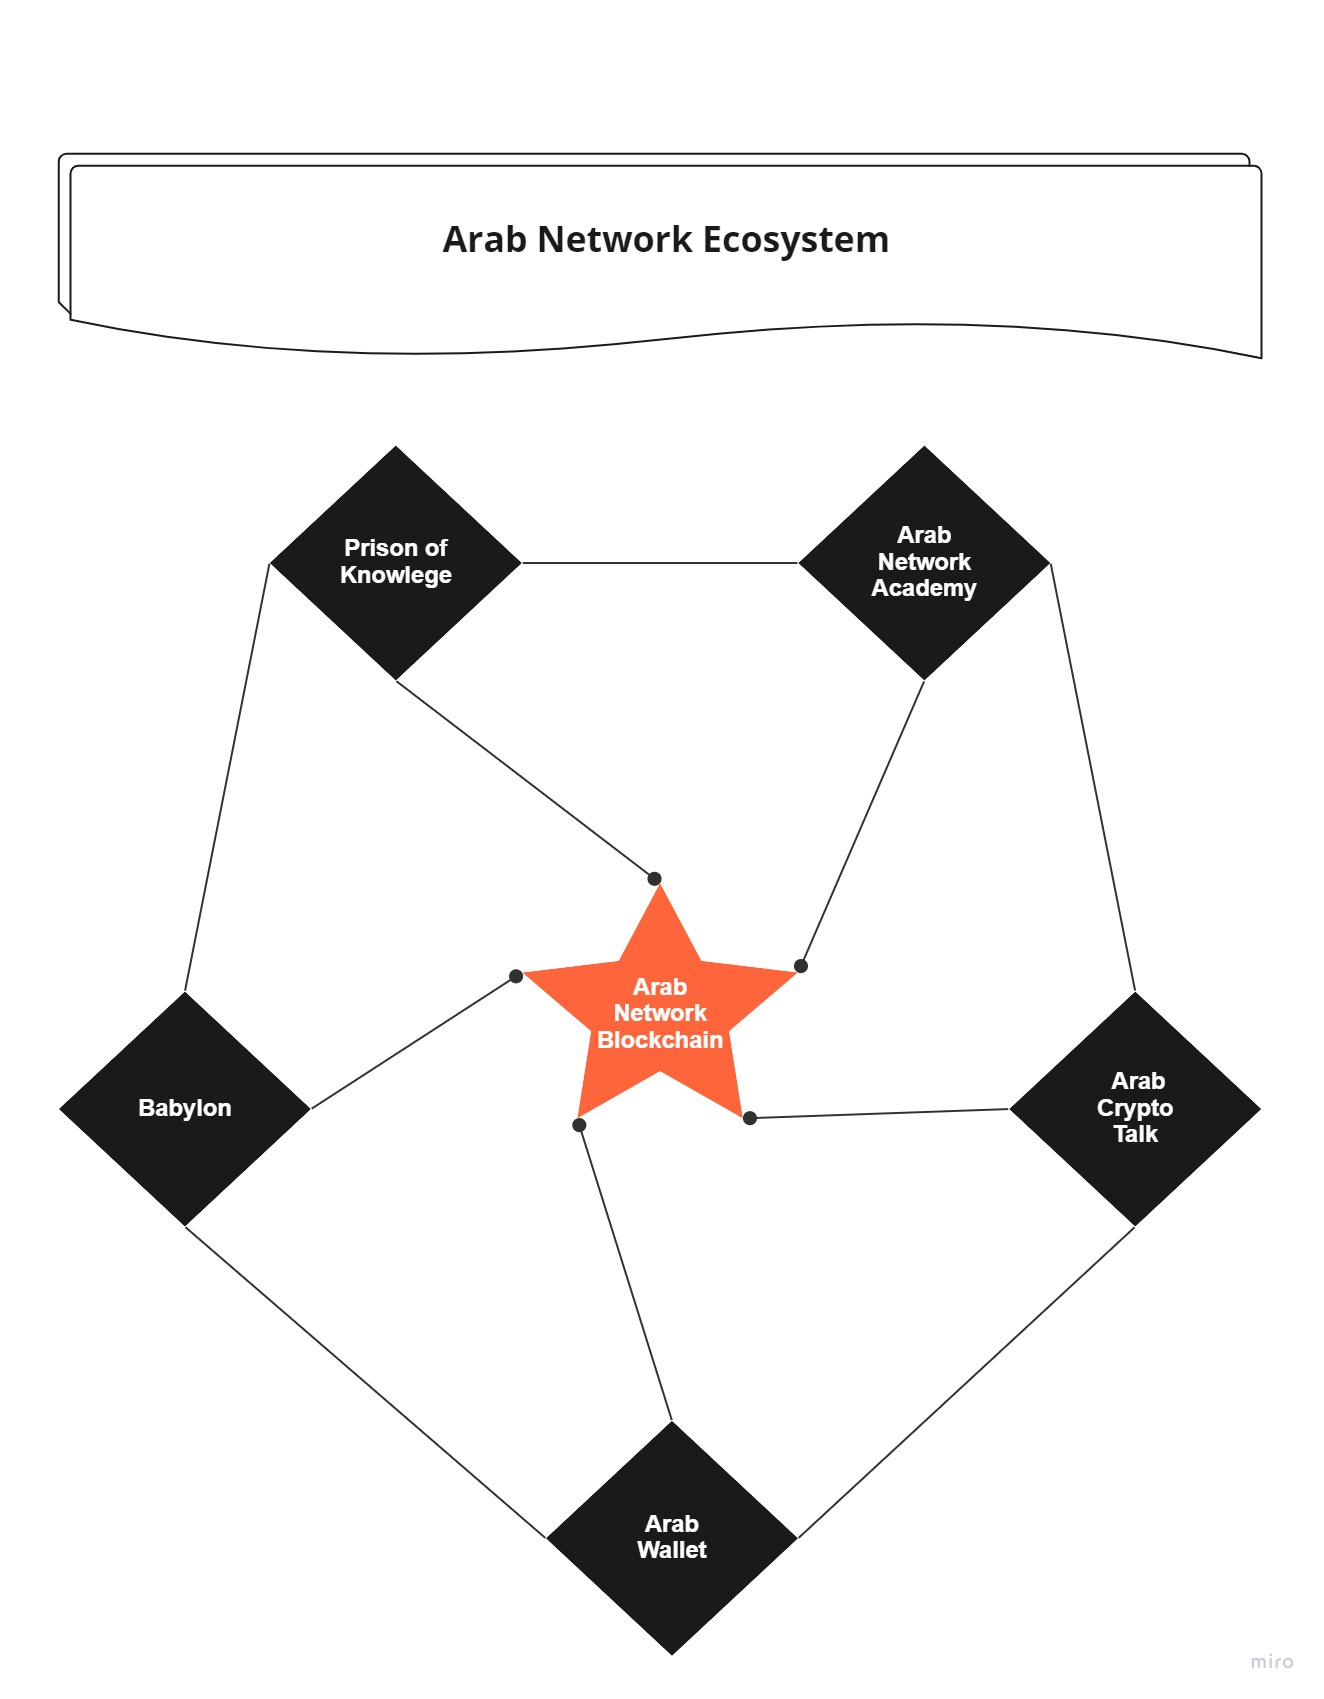 Arab Network Ecosystem
Prison of
Knowlege
Arab
Network
Academy
Arab
Network
Blockchain
Babylon
Arab
Crypto
Talk
Arab
Wallet
miro